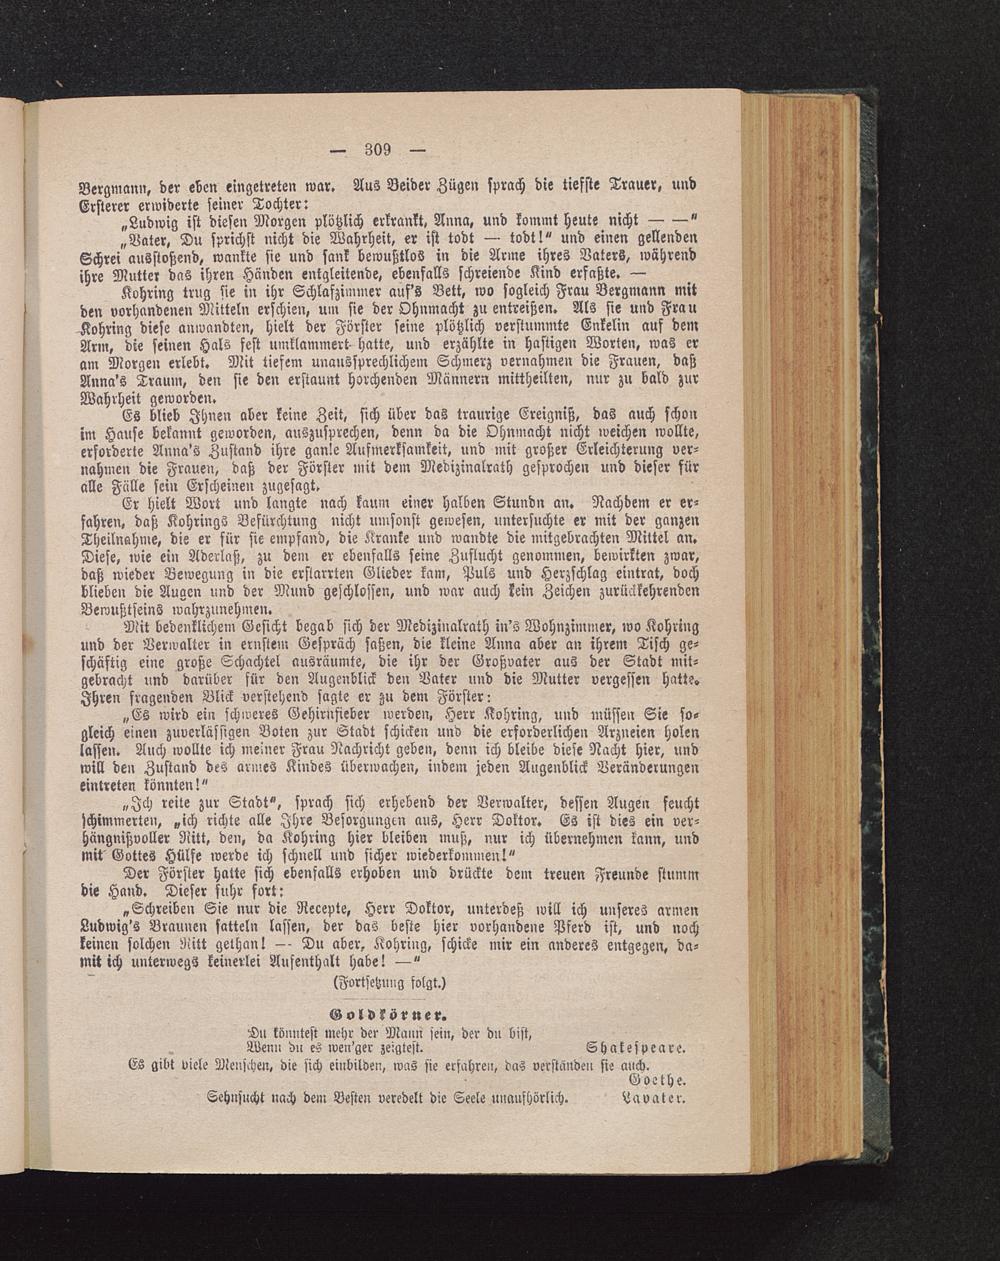 — 309 —
Bergmann, der eben eingetreten war. Aus Beider Zügen sprach die tiefste Trauer, und
Ersterer erwiderte seiner Tochter:
„Ludwig ist diesen Morgen plötzlich erkrankt, Anna, und kommt heute nicht — —"
„Vater, Du sprichst nicht die Wahrheit, er ist todt — todt!" und einen gellenden
Schrei ausstoßend, wankte sie und sank bewußtlos in die Arme ihres Vaters, während
ihre Mutter das ihren Händen entgleitende, ebenfalls schreiende Kind erfaßte. —
Kohring trug sie in ihr Schlafzimmer auf's Bett, wo sogleich Frau Bergmann mit
den vorhandenen Mitteln erschien, um sie der Ohnmacht zu entreißen. Als sie und Frau
Kohring diese anwandten, hielt der Förster seine plötzlich verstummte Enkelin auf dem
Arm, die seinen Hals fest umklammert hatte, und erzählte in hastigen Worten, was er
am Morgen erlebt. Mit tiefem unaussprechlichem Schmerz vernahmen die Frauen, daß
Anna's Traum, den sie den erstaunt horchenden Männern mittheilten, nur zu bald zur
Wahrheit geworden.
Es blieb Ihnen aber keine Zeit, sich über das traurige Ereigniß, das auch schon
im Hause bekannt geworden, auszusprechen, denn da die Ohnmacht nicht weichen wollte,
erforderte Anna's Zustand ihre ganle Aufmerksamkeit, und mit großer Erleichterung ver-
nahmen die Frauen, daß der Förster mit dem Medizinalrath gesprochen und dieser für
alle Fälle sein Erscheinen zugesagt.
Er hielt Wort und langte nach kaum einer halben Stundn an. Nachdem er er-
fahren, daß Kohrings Befürchtung nicht umsonst gewesen, untersuchte er mit der ganzen
Theilnahme, die er für sie empfand, die Kranke und wandte die mitgebrachten Mittel an.
Diese, wie ein Aderlaß, zu dem er ebenfalls seine Zuflucht genommen, bewirkten zwar,
daß wieder Bewegung in die erstarrten Glieder kam, Puls und Herzschlag eintrat, doch
blieben die Augen und der Mund geschlossen, und war auch kein Zeichen zurückkehrenden
Bewußtseins wahrzunehmen.
Mit bedenklichem Gesicht begab sich der Medizinalrath in's Wohnzimmer, wo Kohring
und der Verwalter in ernstem Gespräch saßen, die kleine Anna aber an ihrem Tisch ge-
schäftig eine große Schachtel ausräumte, die ihr der Großvater aus der Stadt mit-
gebracht und darüber für den Augenblick den Vater und die Mutter vergessen hatte.
Ihren fragenden Blick verstehend sagte er zu dem Förster:
„Es wird ein schweres Gehirnfieber werden, Herr Kohring, und müssen Sie so-
gleich einen zuverlässigen Boten zur Stadt schicken und die erforderlichen Arzneien holen
lassen. Auch wollte ich meiner Frau Nachricht geben, denn ich bleibe diese Nacht hier, und
will den Zustand des armes Kindes überwachen, indem jeden Augenblick Veränderungen
eintreten könnten!"
„Ich reite zur Stadt", sprach sich erhebend der Verwalter, dessen Augen feucht
schimmerten, „ich richte alle Ihre Besorgungen aus, Herr Doktor. Es ist dies ein ver-
hängnißvoller Ritt, den, da Kohring hier bleiben muß, nur ich übernehmen kann, und
mit Gottes Hülfe werde ich schnell und sicher wiederkommen!"
Der Förster hatte sich ebenfalls erhoben und drückte dem treuen Freunde stumm
die Hand. Dieser fuhr fort:
„Schreiben Sie nur die Recepte, Herr Doktor, unterdeß will ich unseres armen
Ludwig's Braunen satteln lassen, der das beste hier vorhandene Pferd ist, und noch
keinen solchen Ritt gethan! — Du aber, Kohring, schicke mir ein anderes entgegen, da-
mit ich unterwegs keinerlei Aufenthalt habe! —"
(Fortsetzung folgt.)
Goldkörner.
Du könntest mehr der Mann sein, der du bist,
Wenn du es wen'ger zeigtest. Shakespeare.
Es gibt viele Menschen, die sich einbilden, was sie erfahren, das verständen sie auch.
Goethe.
Sehnsucht nach dem Besten veredelt die Seele unaufhörlich. Lavater.